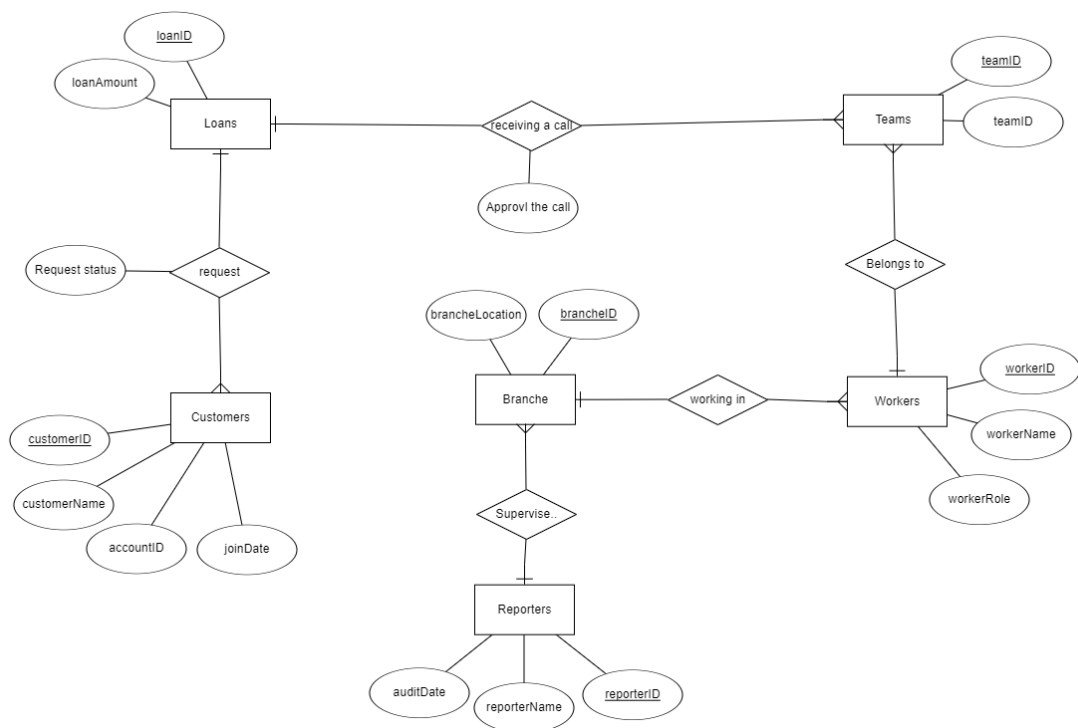 loanID
loanAmount
Loans
receiving a call
Approvl the call
teamID
Teams
teamID
Request status
request
Belongs to
brancheLocation
brancheID
Branche
working in
Workers
workerID
workerName
workerRole
Customers
customerID
customerName
accountID
joinDate
Supervise..
Reporters
auditDate
reporterName
reporterID